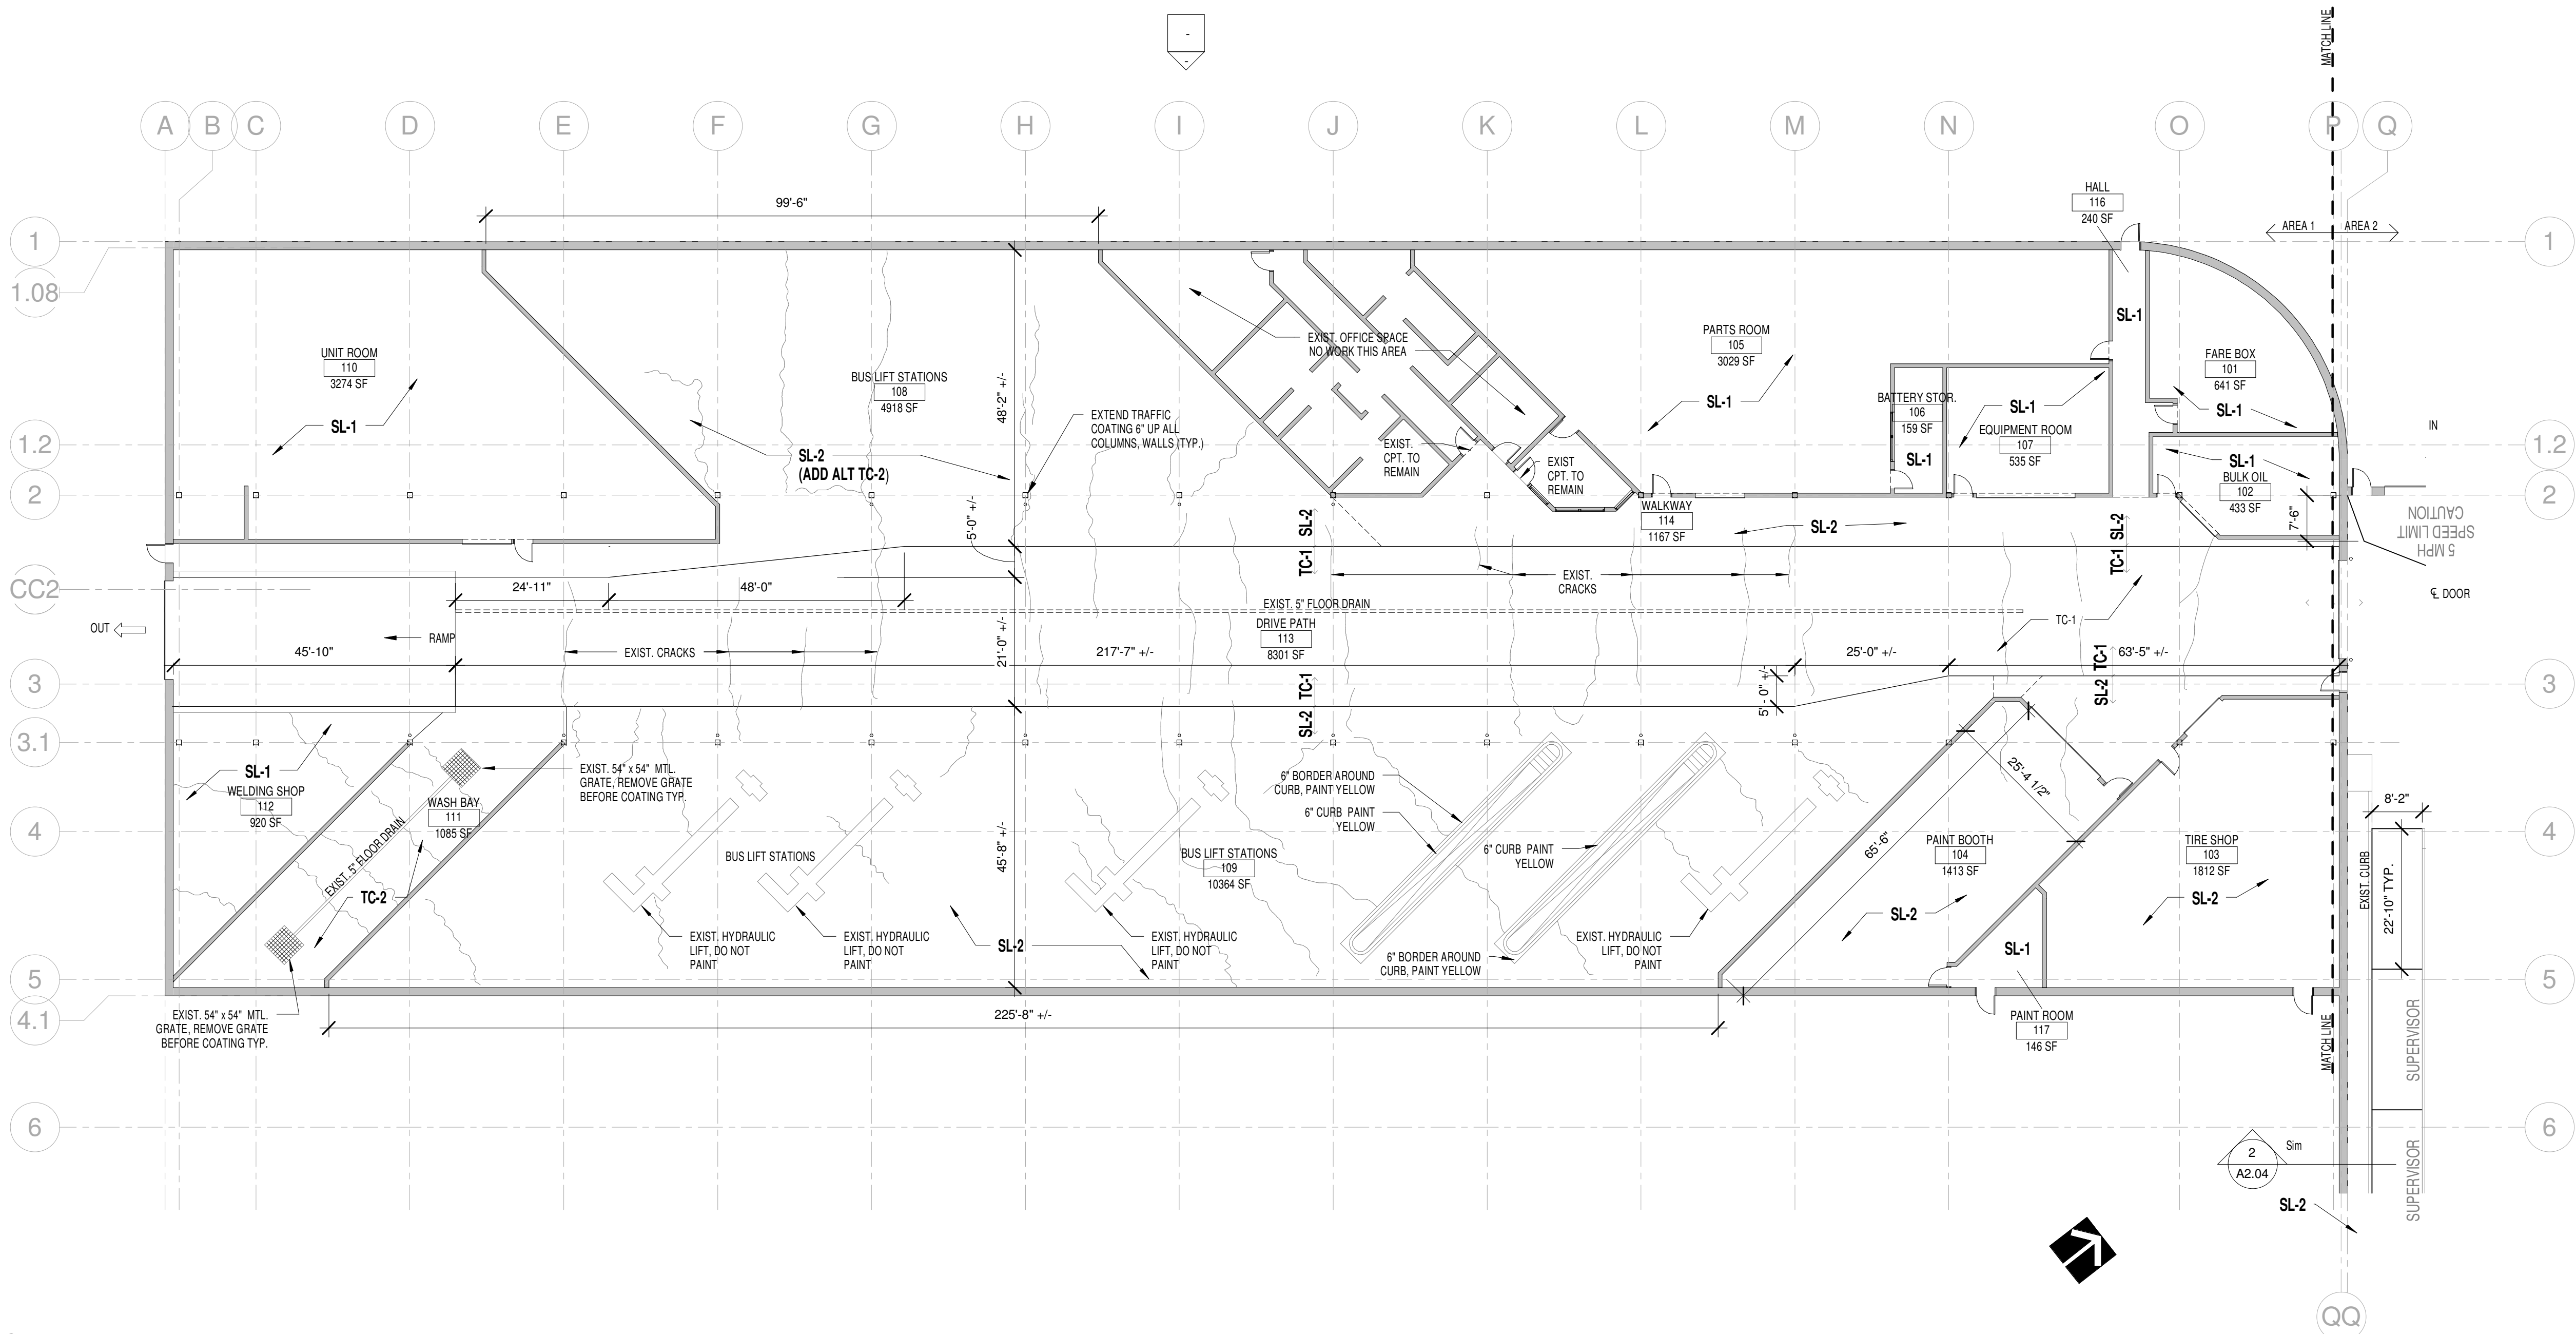 -
-
MATCH LINE
A
B
C
D
E
F
G
H
I
J
K
L
M
N
O
P
Q
HALL
116
240 SF
99'-6"
AREA 1
AREA 2
1
1
1.08
UNIT ROOM
110
3274 SF
SL-1
BUS LIFT STATIONS
108
4918 SF
48'-2" +/-
SL-2
(ADD ALT TC-2)
EXTEND TRAFFIC
COATING 6" UP ALL
COLUMNS, WALLS (TYP.)
EXIST. OFFICE SPACE
NO WORK THIS AREA
EXIST.
CPT. TO
REMAIN
EXIST
CPT. TO
REMAIN
PARTS ROOM
105
3029 SF
SL-1
BATTERY STOR.
106
159 SF
SL-1
SL-1
EQUIPMENT ROOM
107
535 SF
SL-1
FARE BOX
101
641 SF
SL-1
SL-1
BULK OIL
102
433 SF
7'-6"
IN
1.2
1.2
2
2
5 MPH
SPEED LIMIT
CAUTION
5'-0" +/-
WALKWAY
114
1167 SF
SL-2
TC-1 SL-2
TC-1 SL-2
CC2
24'-11"
48'-0"
EXIST.
CRACKS
EXIST. 5" FLOOR DRAIN
DRIVE PATH
113
8301 SF
TC-1
℄ DOOR
OUT
RAMP
45'-10"
EXIST. CRACKS
21'-0" +/-
217'-7" +/-
25'-0" +/-
63'-5" +/-
SL-2 TC-1
SL-2 TC-1
5' - 0" +/-
3
3
3.1
SL-1
WELDING SHOP
112
920 SF
EXIST. 54" x 54" MTL.
GRATE, REMOVE GRATE
BEFORE COATING TYP.
WASH BAY
111
1085 SF
EXIST. 5" FLOOR DRAIN
TC-2
4
4
BUS LIFT STATIONS
45'-8" +/-
BUS LIFT STATIONS
109
10364 SF
6" BORDER AROUND
CURB, PAINT YELLOW
6" CURB PAINT
YELLOW
6" CURB PAINT
YELLOW
25'-4 1/2"
65'-6"
PAINT BOOTH
104
1413 SF
SL-2
TIRE SHOP
103
1812 SF
SL-2
8'-2"
EXIST. CURB
22'-10" TYP.
EXIST. HYDRAULIC
LIFT, DO NOT
PAINT
EXIST. HYDRAULIC
LIFT, DO NOT
PAINT
SL-2
EXIST. HYDRAULIC
LIFT, DO NOT
PAINT
6" BORDER AROUND
CURB, PAINT YELLOW
EXIST. HYDRAULIC
LIFT, DO NOT
PAINT
SL-1
5
5
4.1
EXIST. 54" x 54" MTL.
GRATE, REMOVE GRATE
BEFORE COATING TYP.
225'-8" +/-
PAINT ROOM
117
146 SF
MATCH LINE
SUPERVISOR
6
6
2
A2.04
Sim
SUPERVISOR
SL-2
QQ